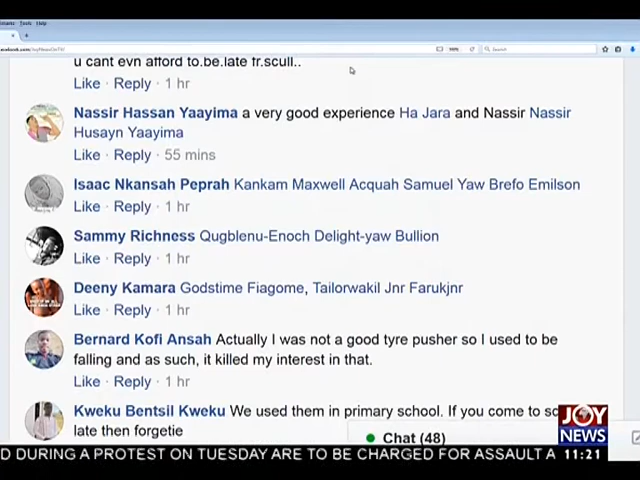 Tools Help
u cant evn afford to.be.late fr.scull..
Like · Reply · 1 hr
Nassir Hassan Yaayima a very good experience Ha Jara and Nassir Nassir
Husayn Yaayima
Like · Reply · 55 mins
Isaac Nkansah Peprah Kankam Maxwell Acquah Samuel Yaw Brefo Emilson
Like · Reply · 1 hr
Sammy Richness Qugblenu-Enoch Delight-yaw Bullion
Like · Reply · 1 hr
Deeny Kamara Godstime Fiagome, Tailorwakil Jnr Farukjnr
Like · Reply · 1 hr
Bernard Kofi Ansah Actually I was not a good tyre pusher so I used to be
falling and as such, it killed my interest in that.
Like · Reply · 1 hr
Kweku Bentsil Kweku We used them in primary school. If you come to sc
late then forgetie
Chat (48)
JOY
NEWS
D DURING A PROTEST ON TUESDAY ARE TO BE CHARGED FOR ASSAULT A
11:21